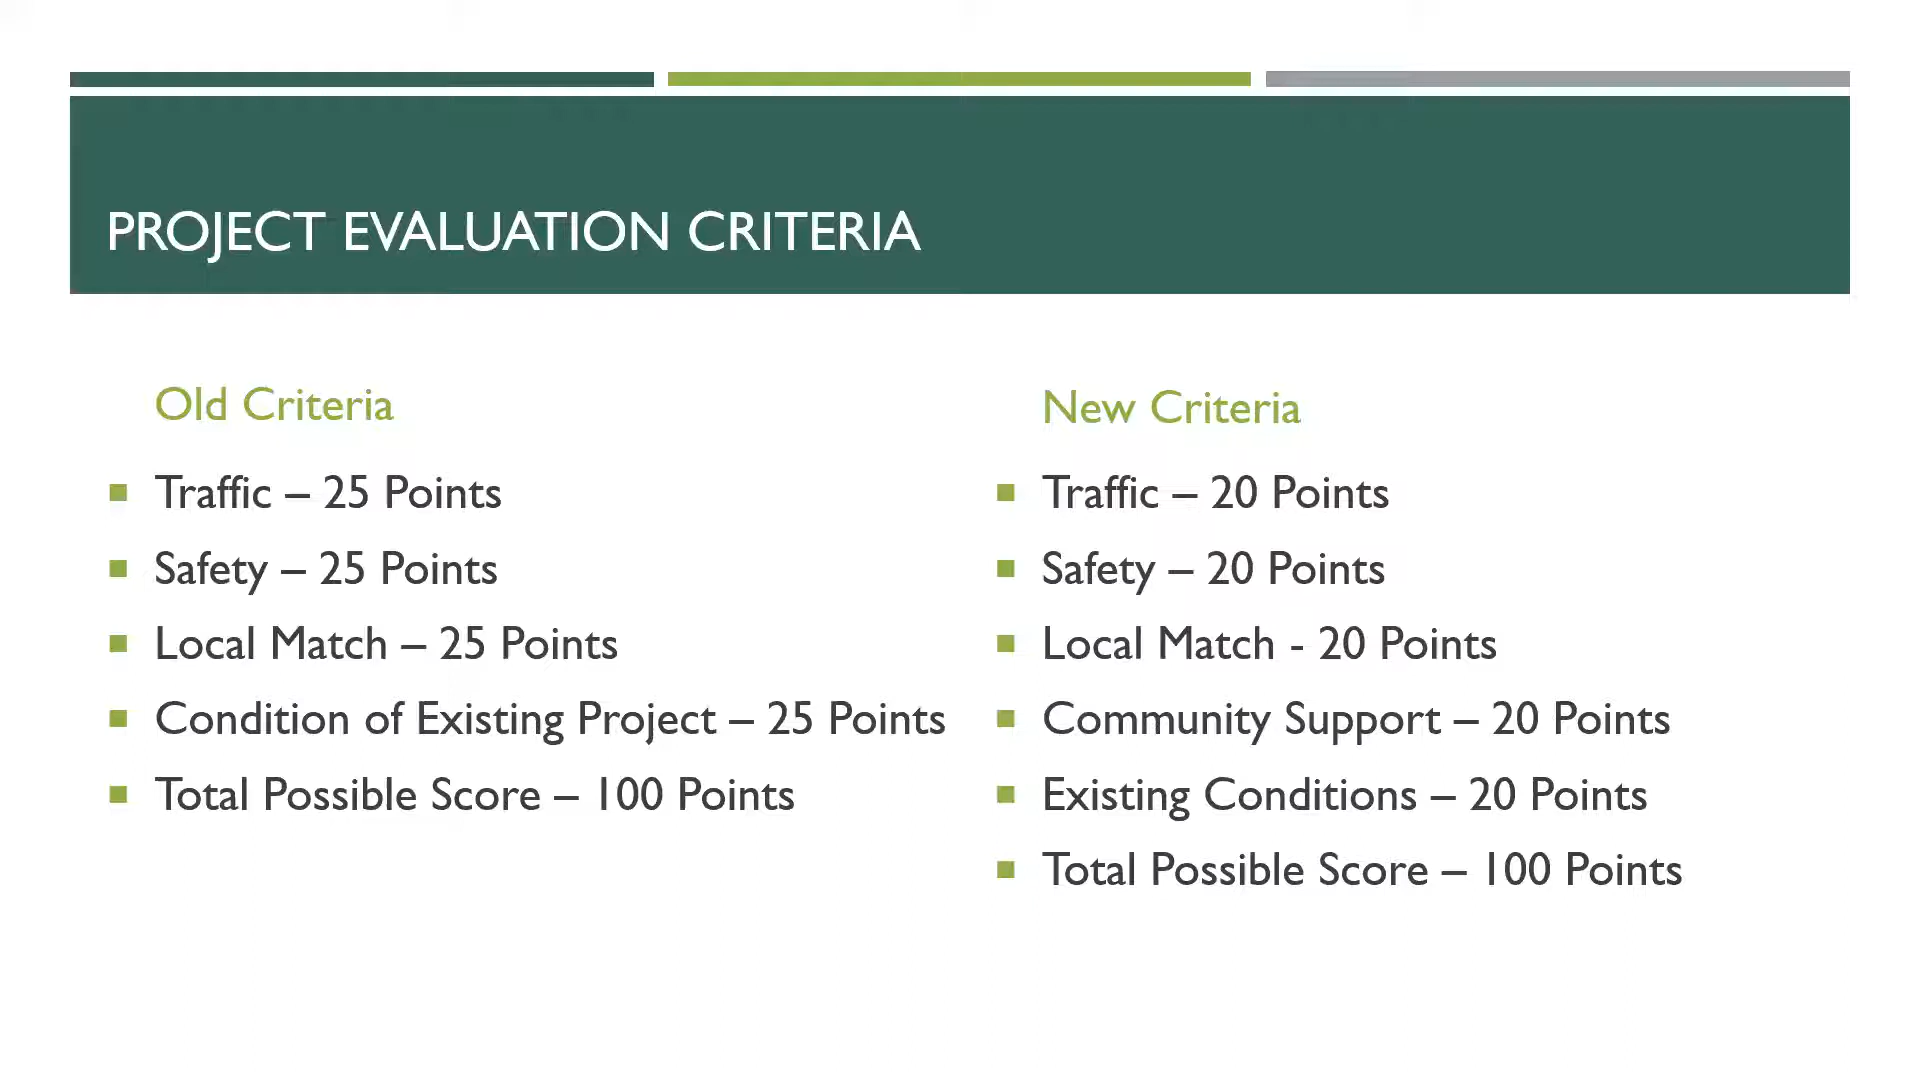 PROJECT EVALUATION CRITERIA
Old Criteria
Traffic – 25 Points
Safety – 25 Points
Local Match – 25 Points
Condition of Existing Project – 25 Points
Total Possible Score – 100 Points
New Criteria
Traffic – 20 Points
Safety – 20 Points
Local Match - 20 Points
Community Support – 20 Points
Existing Conditions – 20 Points
Total Possible Score – 100 Points